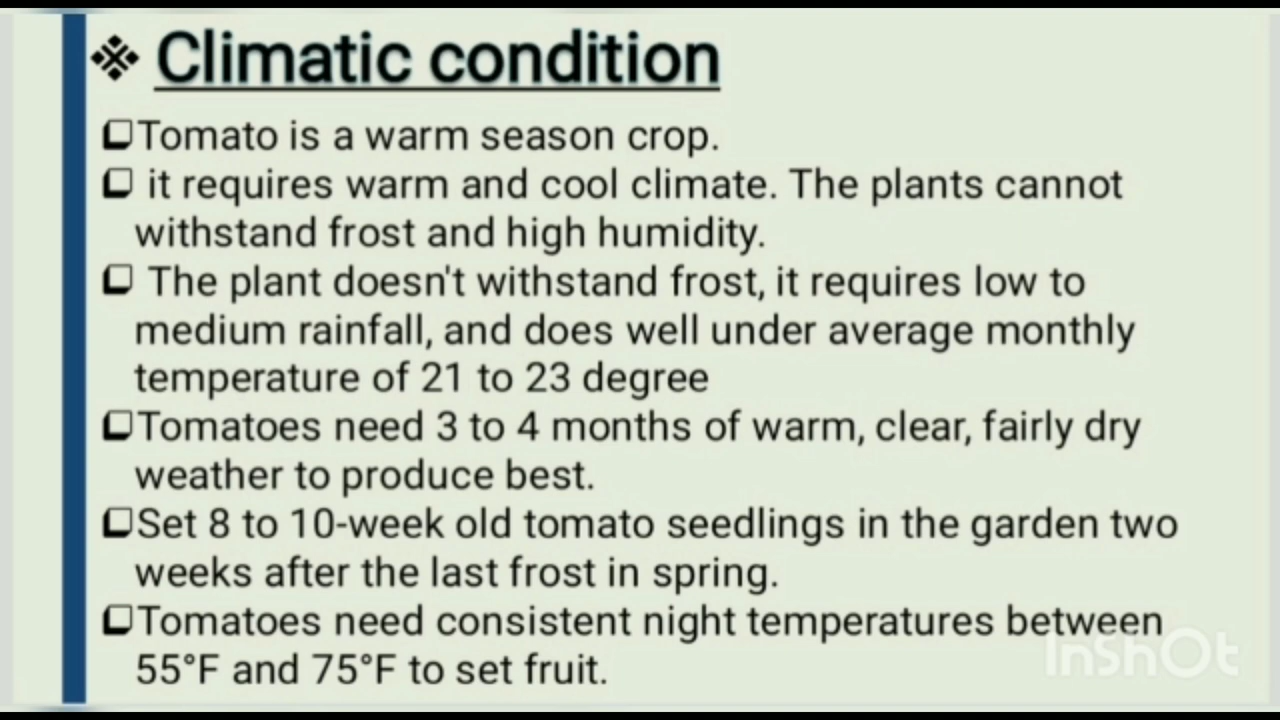 Climatic condition
Tomato is a warm season crop.
it requires warm and cool climate. The plants cannot
withstand frost and high humidity.
The plant doesn't withstand frost, it requires low to
medium rainfall, and does well under average monthly
temperature of 21 to 23 degree
Tomatoes need 3 to 4 months of warm, clear, fairly dry
weather to produce best.
Set 8 to 10-week old tomato seedlings in the garden two
weeks after the last frost in spring.
Tomatoes need consistent night temperatures between
55°F and 75°F to set fruit.
InShOt